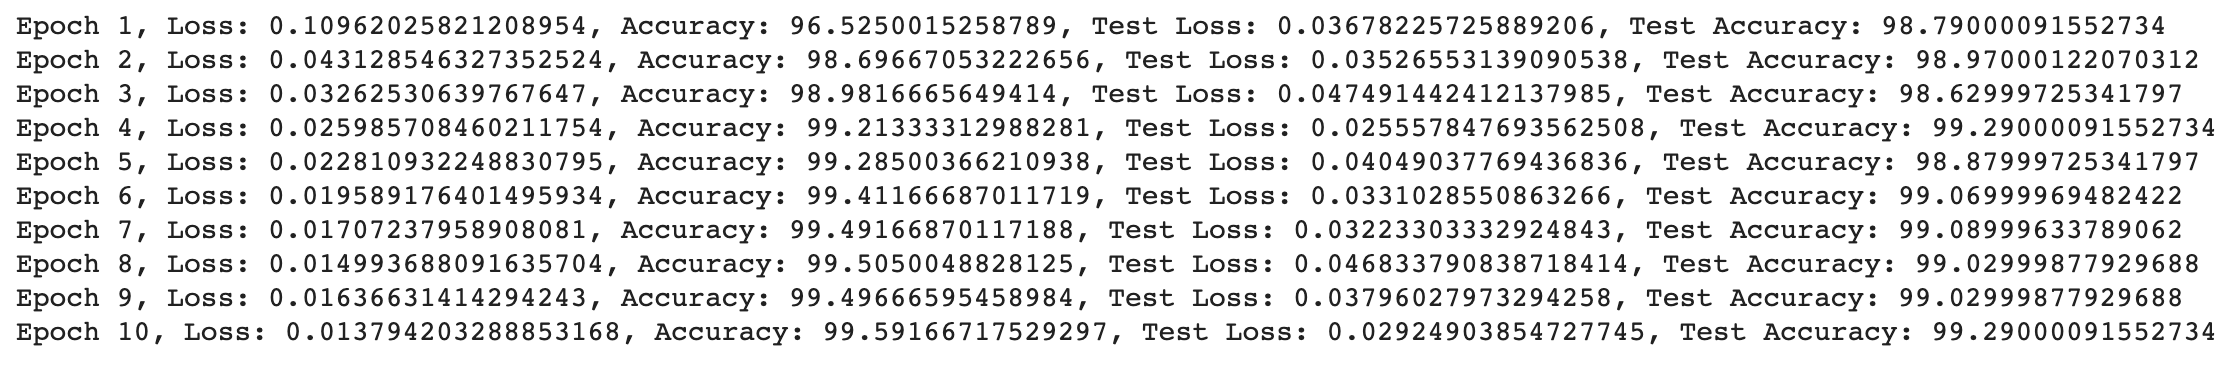 Epoch 1, Loss: 0.10962025821208954, Accuracy: 96.5250015258789, Test Loss: 0.03678225725889206, Test Accuracy: 98.79000091552734
Epoch 2, Loss: 0.043128546327352524, Accuracy: 98.69667053222656, Test Loss: 0.03526553139090538, Test Accuracy: 98.97000122070312
Epoch 3, Loss: 0.03262530639767647, Accuracy: 98.9816665649414, Test Loss: 0.047491442412137985, Test Accuracy: 98.62999725341797
Epoch 4, Loss: 0.025985708460211754, Accuracy: 99.21333312988281, Test Loss: 0.025557847693562508, Test Accuracy: 99.29000091552734
Epoch 5, Loss: 0.022810932248830795, Accuracy: 99.28500366210938, Test Loss: 0.04049037769436836, Test Accuracy: 98.87999725341797
Epoch 6, Loss: 0.019589176401495934, Accuracy: 99.41166687011719, Test Loss: 0.0331028550863266, Test Accuracy: 99.06999969482422
Epoch 7, Loss: 0.01707237958908081, Accuracy: 99.49166870117188, Test Loss: 0.03223303332924843, Test Accuracy: 99.08999633789062
Epoch 8, Loss: 0.014993688091635704, Accuracy: 99.5050048828125, Test Loss: 0.046833790838718414, Test Accuracy: 99.02999877929688
Epoch 9, Loss: 0.01636631414294243, Accuracy: 99.49666595458984, Test Loss: 0.03796027973294258, Test Accuracy: 99.02999877929688
Epoch 10, Loss: 0.013794203288853168, Accuracy: 99.59166717529297, Test Loss: 0.02924903854727745, Test Accuracy: 99.29000091552734